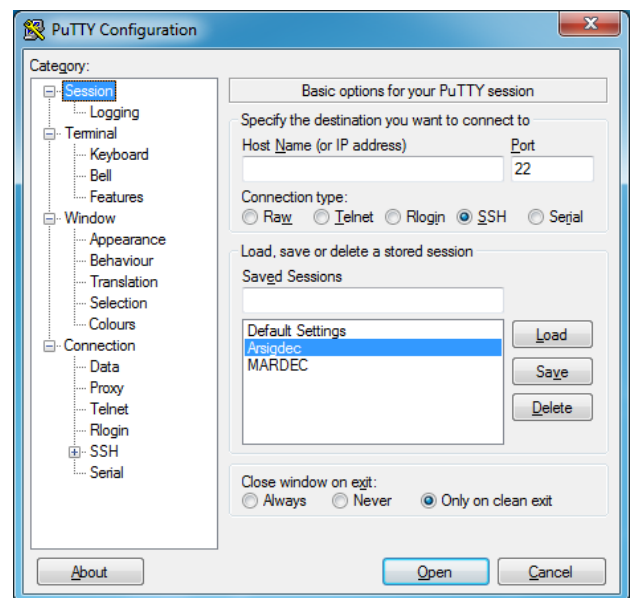 PuTTY Configuration
Category:
Session
Logging
Terminal
Keyboard
Bell
Features
Window
Appearance
Behaviour
Translation
Selection
Colours
Connection
Data
Proxy
Telnet
Rlogin
SSH
Serial
Basic options for your PuTTY session
Specify the destination you want to connect to
Host Name (or IP address) Port
22
Connection type:
Raw Telnet Rlogin SSH Serial
Load, save or delete a stored session
Saved Sessions
Default Settings
Arsigdec
MARDEC
Load
Save
Delete
Close window on exit:
Always Never Only on clean exit
About Open Cancel